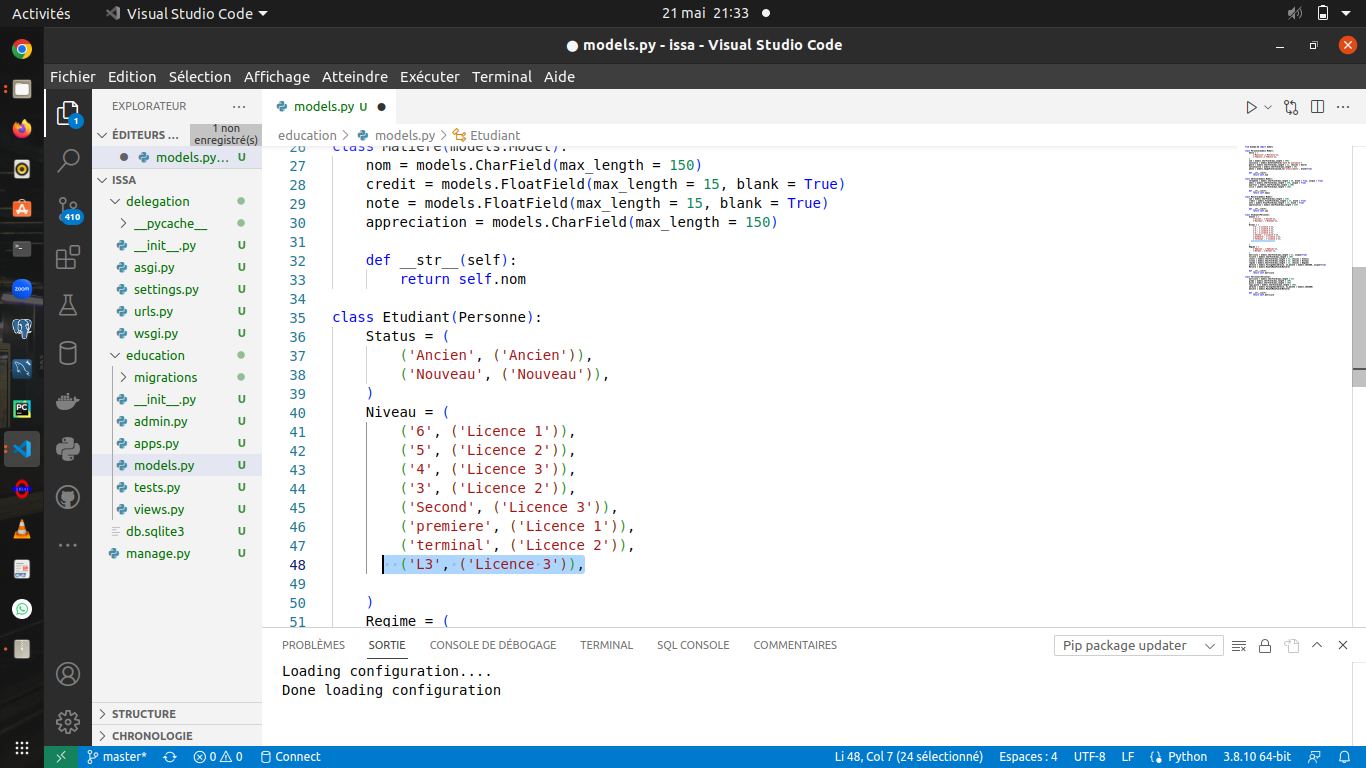 Activités
Visual Studio Code
21 mai 21:33
● models.py - issa - Visual Studio Code
Fichier Edition Sélection Affichage Atteindre Exécuter Terminal Aide
EXPLORATEUR
ÉDITEURS ...
1 non enregistré(s)
models.py... U
ISSA
delegation
__pycache__
__init__.py U
asgi.py U
settings.py U
urls.py U
wsgi.py U
education
migrations
__init__.py U
admin.py U
apps.py U
models.py U
tests.py U
views.py U
db.sqlite3 U
manage.py U
STRUCTURE
CHRONOLOGIE
1
410
zoom
PC
models.py U
education > models.py > Etudiant
26 class Matiere(models.Model):
27 nom = models.CharField(max_length = 150)
28 credit = models.FloatField(max_length = 15, blank = True)
29 note = models.FloatField(max_length = 15, blank = True)
30 appreciation = models.CharField(max_length = 150)
31
32 def __str__(self):
33 return self.nom
34
35 class Etudiant(Personne):
36 Status = (
37 ('Ancien', ('Ancien')),
38 ('Nouveau', ('Nouveau')),
39 )
40 Niveau = (
41 ('6', ('Licence 1')),
42 ('5', ('Licence 2')),
43 ('4', ('Licence 3')),
44 ('3', ('Licence 2')),
45 ('Second', ('Licence 3')),
46 ('premiere', ('Licence 1')),
47 ('terminal', ('Licence 2')),
48 ('L3', ('Licence 3')),
49
50 )
51 Regime = (
PROBLÈMES SORTIE CONSOLE DE DÉBOGAGE TERMINAL SQL CONSOLE COMMENTAIRES
Pip package updater
Loading configuration....
Done loading configuration
master* 0 0 Connect
Li 48, Col 7 (24 sélectionné) Espaces : 4 UTF-8 LF Python 3.8.10 64-bit